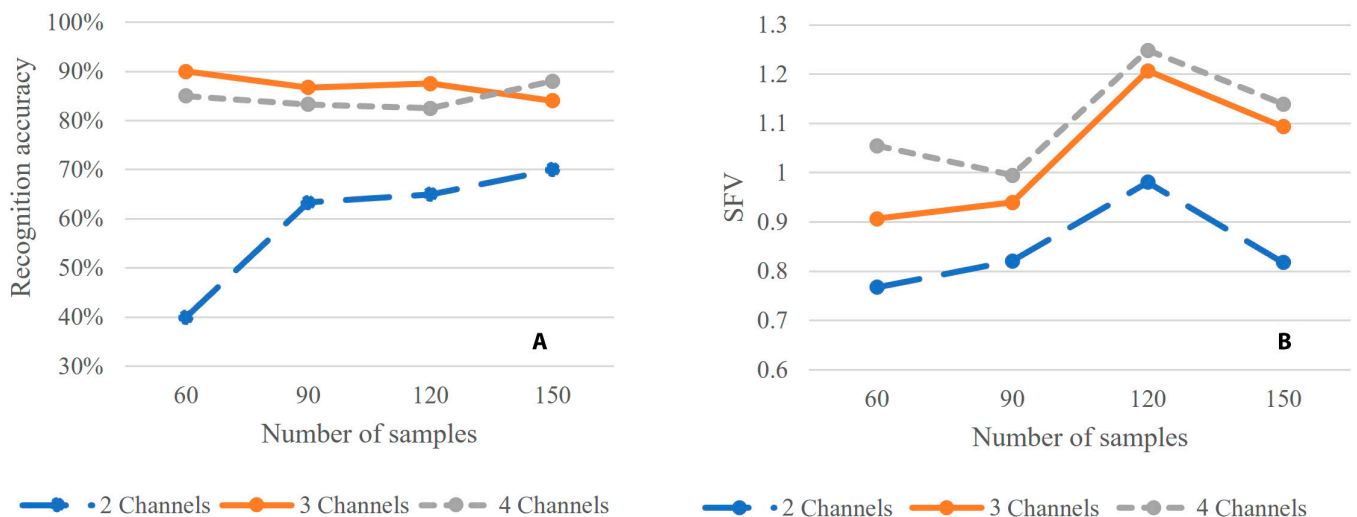 100%
90%
80%
70%
60%
50%
40%
30%
Recognition accuracy
A
60 90 120 150
Number of samples
2 Channels 3 Channels 4 Channels
1.3
1.2
1.1
1
0.9
0.8
0.7
0.6
SFV
B
60 90 120 150
Number of samples
2 Channels 3 Channels 4 Channels